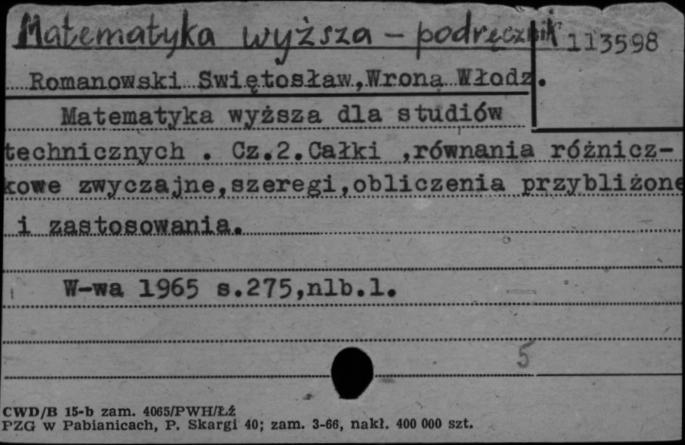 Matematyka wyższa – podręcznik 113598
Romanowski Swiętosław,Wrona Włodz.
Matematyka wyższa dla studiów
technicznych . Cz.2.Całki ,równania różnicz-
kowe zwyczajne,szeregi,obliczenia przybliżone
i zastosowania.
W-wa 1965 s.275,nlb.1.
5
CWD/B 15-b zam. 4065/PWH/Łź
PZG w Pabianicach, P. Skargi 40; zam. 3-66, nakł. 400 000 szt.